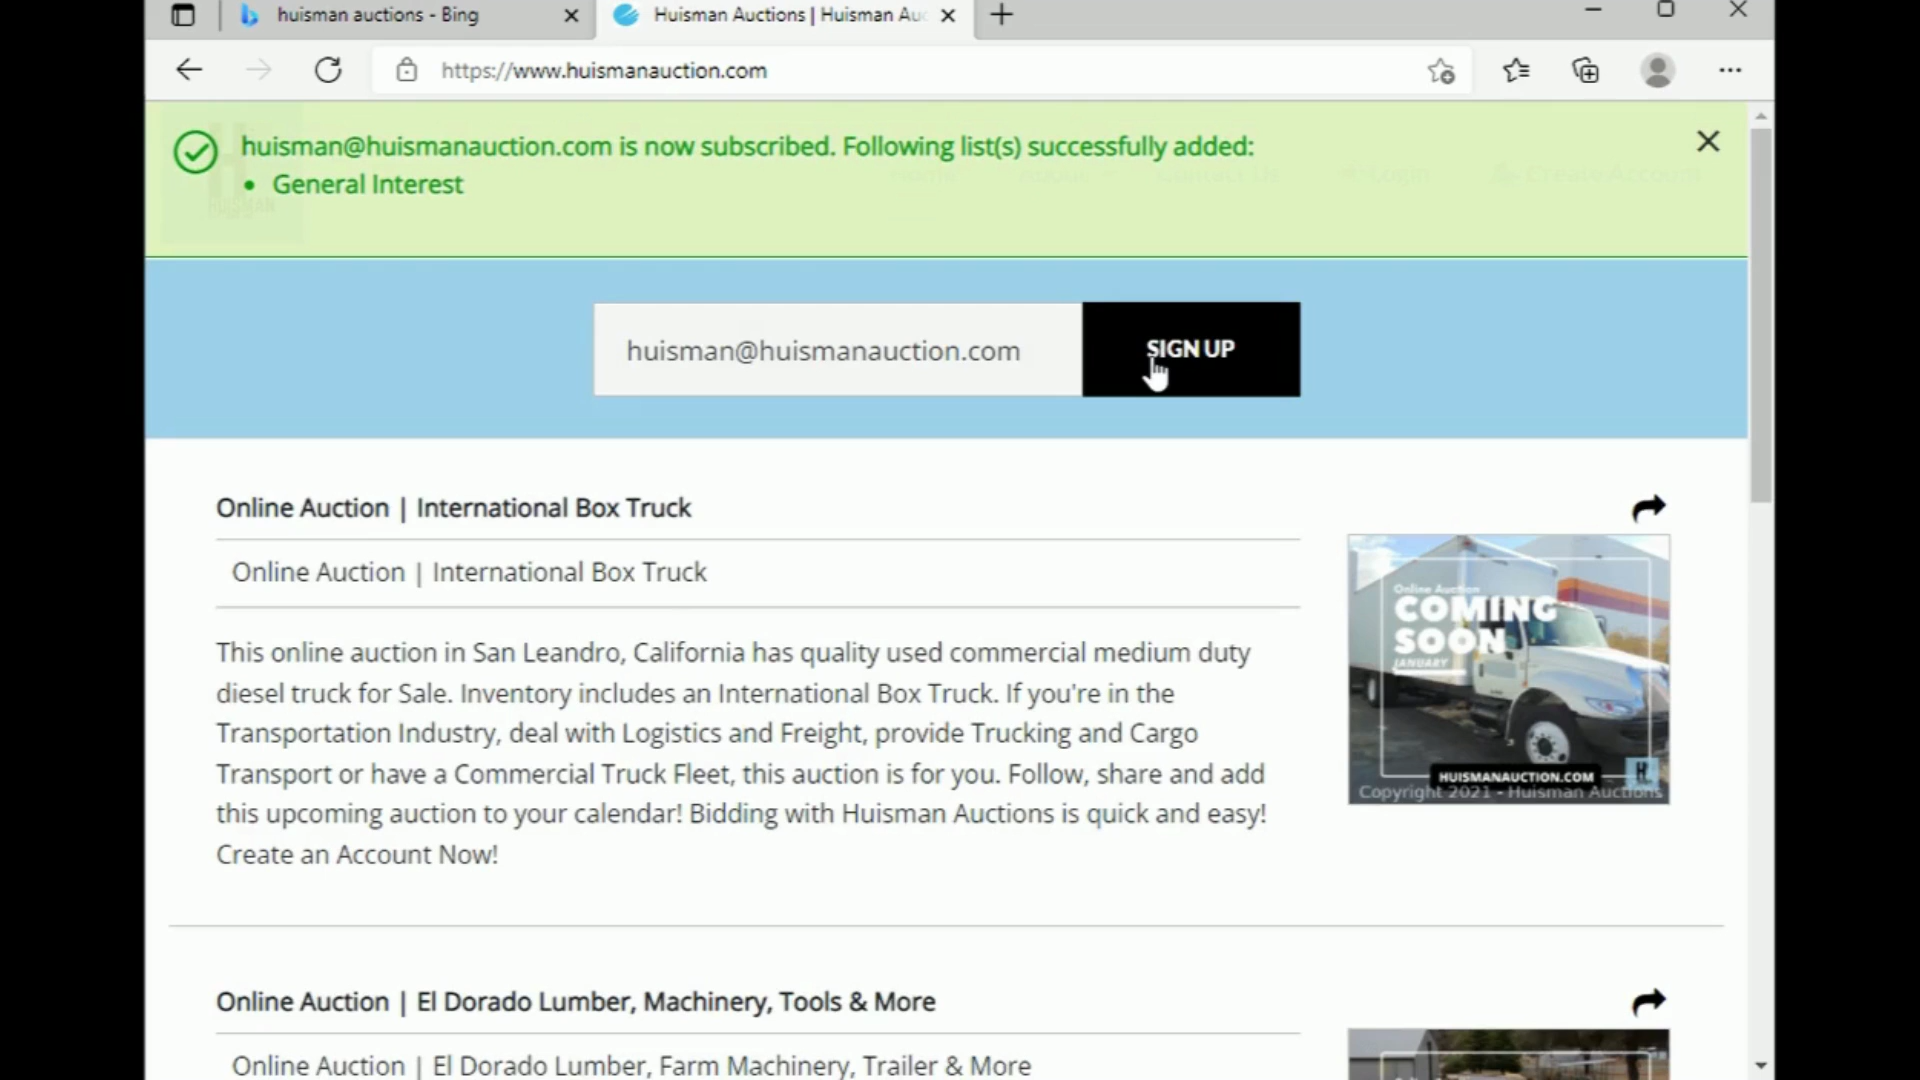 huisman auctions - Bing
Huisman Auctions | Huisman Au
https://www.huismanauction.com
huisman@huismanauction.com is now subscribed. Following list(s) successfully added:
• General Interest
HUISMAN
Login
Create Account
huisman@huismanauction.com
SIGN UP
Online Auction | International Box Truck
Online Auction | International Box Truck
This online auction in San Leandro, California has quality used commercial medium duty
diesel truck for Sale. Inventory includes an International Box Truck. If you're in the
Transportation Industry, deal with Logistics and Freight, provide Trucking and Cargo
Transport or have a Commercial Truck Fleet, this auction is for you. Follow, share and add
this upcoming auction to your calendar! Bidding with Huisman Auctions is quick and easy!
Create an Account Now!
Online Auction
COMING
SOON
JANUARY
HUISMANAUCTION.COM
H
Copyright 2021 - Huisman Auctions
Online Auction | El Dorado Lumber, Machinery, Tools & More
Online Auction | El Dorado Lumber, Farm Machinery, Trailer & More